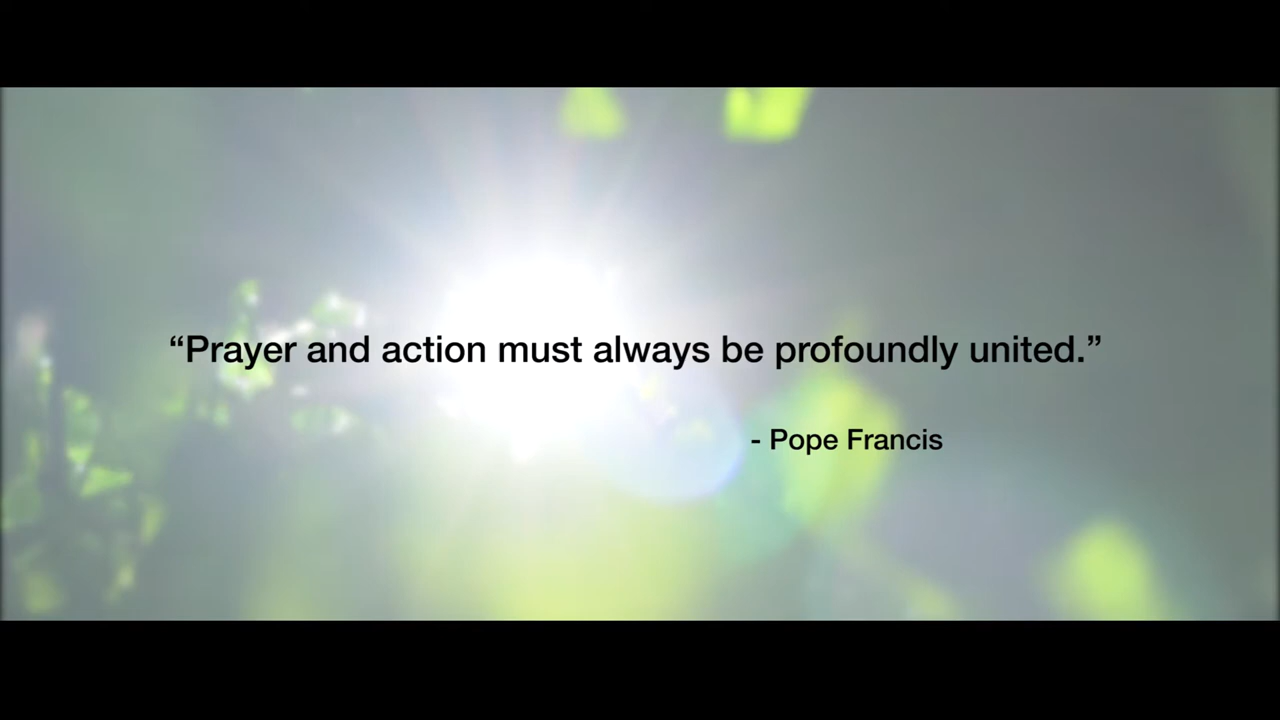 “Prayer and action must always be profoundly united.”
- Pope Francis